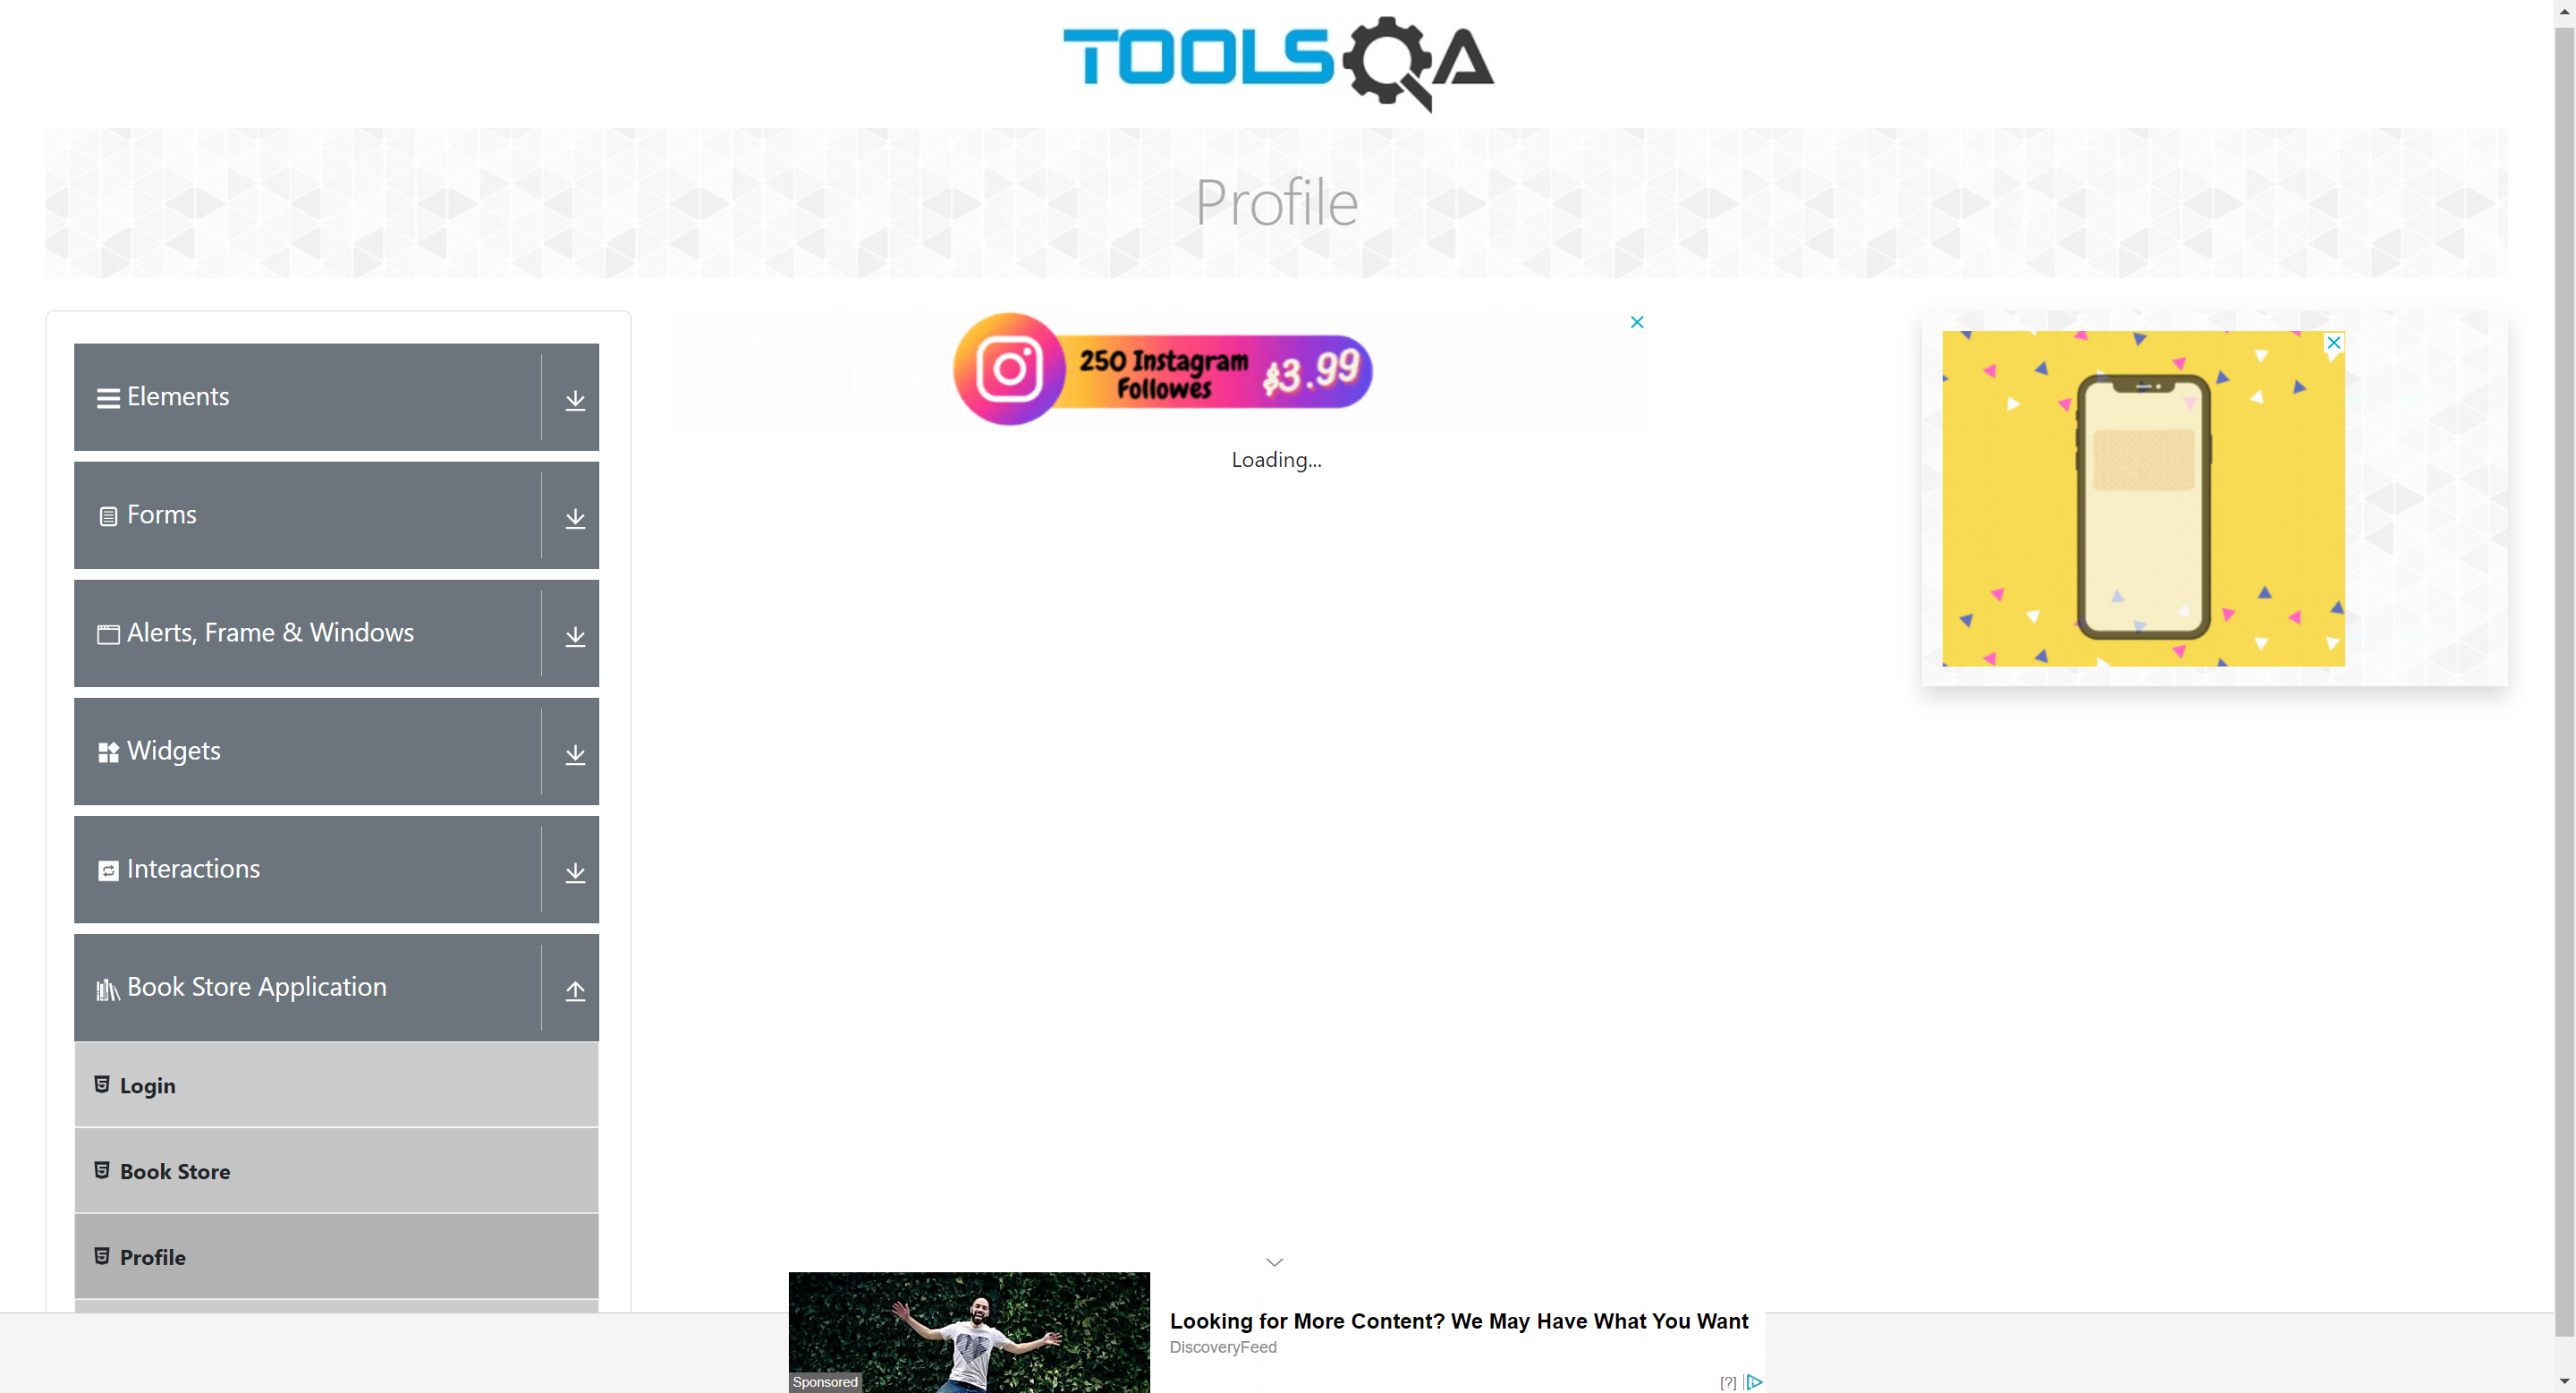 TOOLSQA
Profile
Elements
Forms
Alerts, Frame & Windows
Widgets
Interactions
Book Store Application
Login
Book Store
Profile
250 Instagram
Followes
$3.99
Loading...
Looking for More Content? We May Have What You Want
DiscoveryFeed
Sponsored
[?]